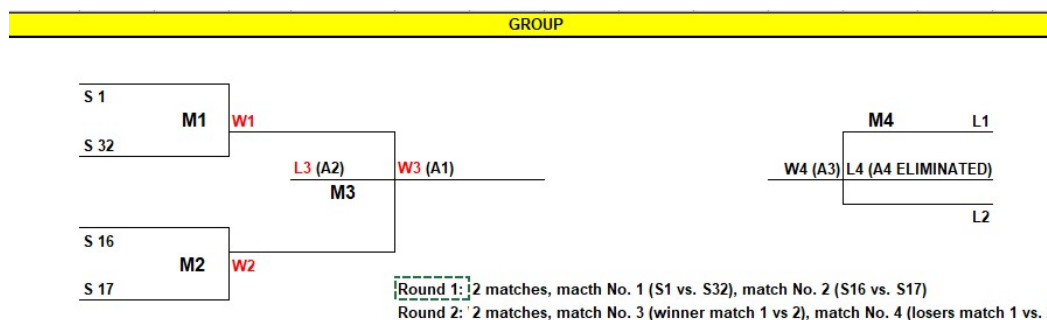 GROUP
S 1
M1
W1
S 32
L3 (A2)
W3 (A1)
M3
S 16
M2
W2
S 17
M4
L1
W4 (A3)
L4 (A4 ELIMINATED)
L2
Round 1: 2 matches, macth No. 1 (S1 vs. S32), match No. 2 (S16 vs. S17)
Round 2: 2 matches, match No. 3 (winner match 1 vs 2), match No. 4 (losers match 1 vs.